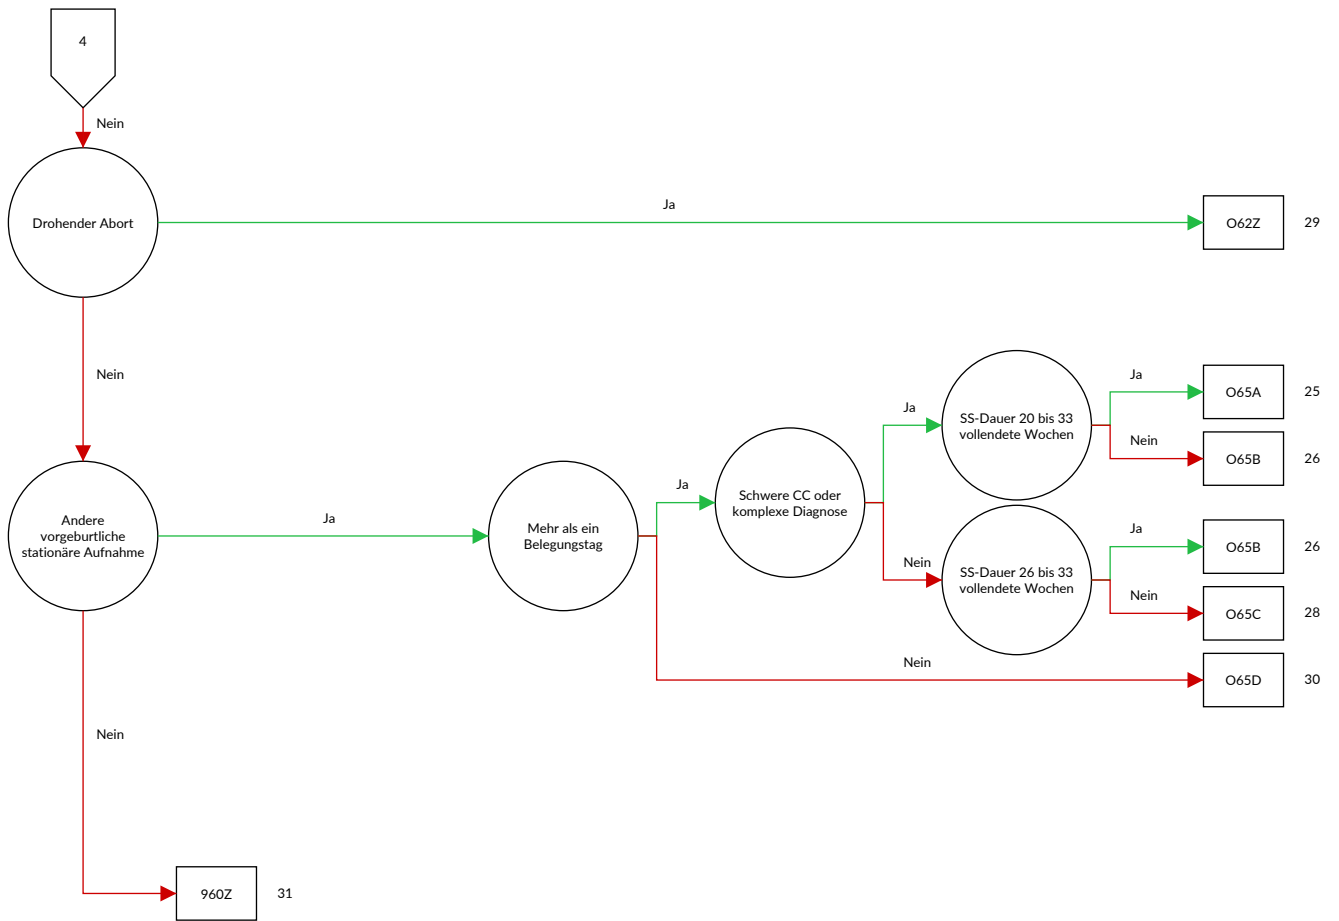 4
Nein
Drohender Abort
Ja
O62Z
29
Nein
Andere
vorgeburtliche
stationäre Aufnahme
Ja
Mehr als ein
Belegungstag
Ja
Schwere CC oder
komplexe Diagnose
Ja
SS-Dauer 20 bis 33
vollendete Wochen
Ja
O65A
25
Nein
O65B
26
Nein
SS-Dauer 26 bis 33
vollendete Wochen
Ja
O65B
26
Nein
O65C
28
Nein
O65D
30
Nein
960Z
31